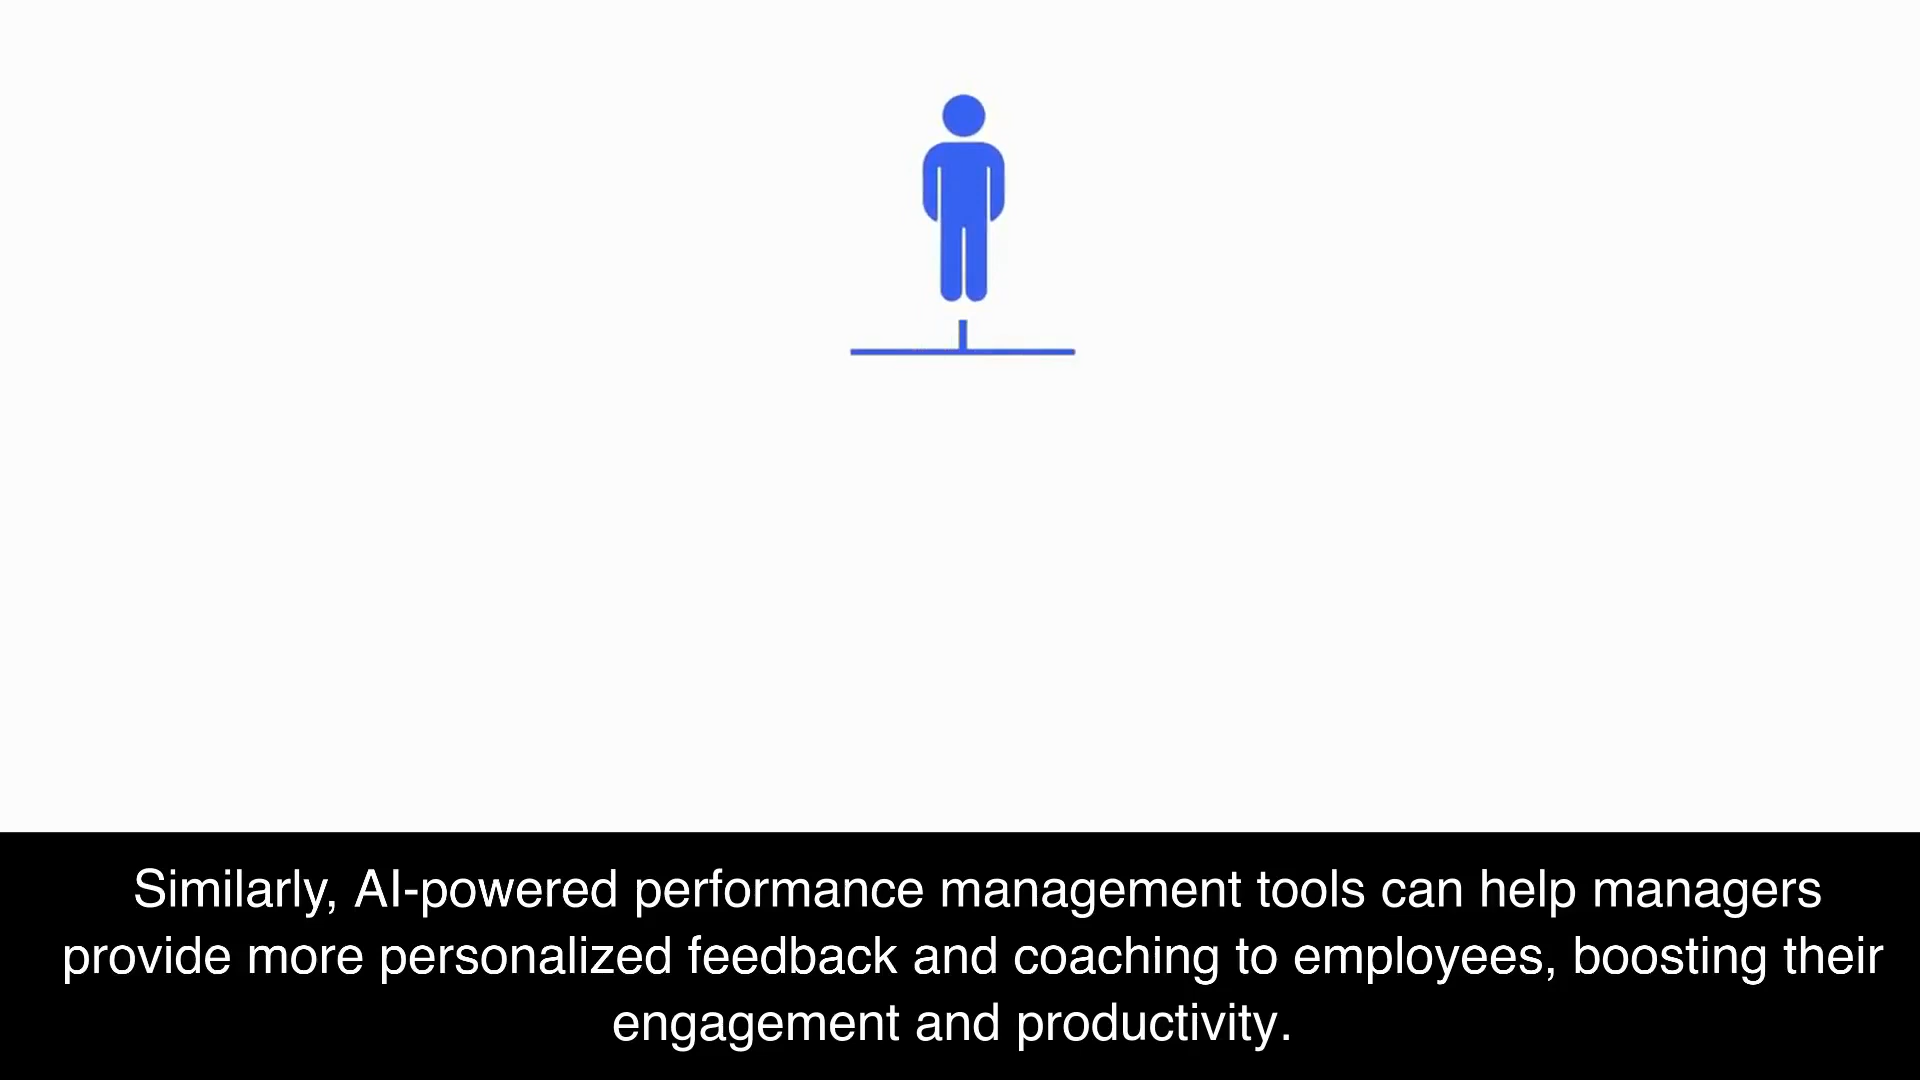 Similarly, AI-powered performance management tools can help managers
provide more personalized feedback and coaching to employees, boosting their
engagement and productivity.